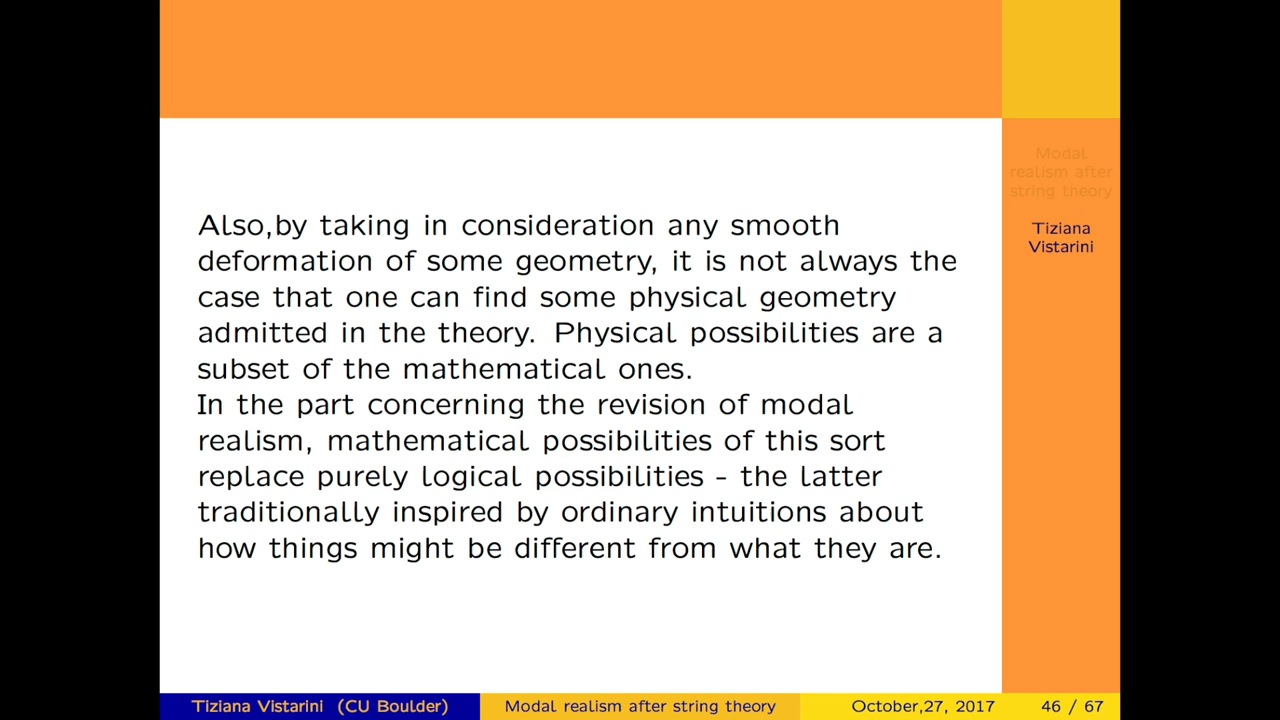 Modal
realism after
string theory
Tiziana
Vistarini
Also,by taking in consideration any smooth
deformation of some geometry, it is not always the
case that one can find some physical geometry
admitted in the theory. Physical possibilities are a
subset of the mathematical ones.
In the part concerning the revision of modal
realism, mathematical possibilities of this sort
replace purely logical possibilities - the latter
traditionally inspired by ordinary intuitions about
how things might be different from what they are.
Tiziana Vistarini (CU Boulder)
Modal realism after string theory
October,27, 2017
46 / 67